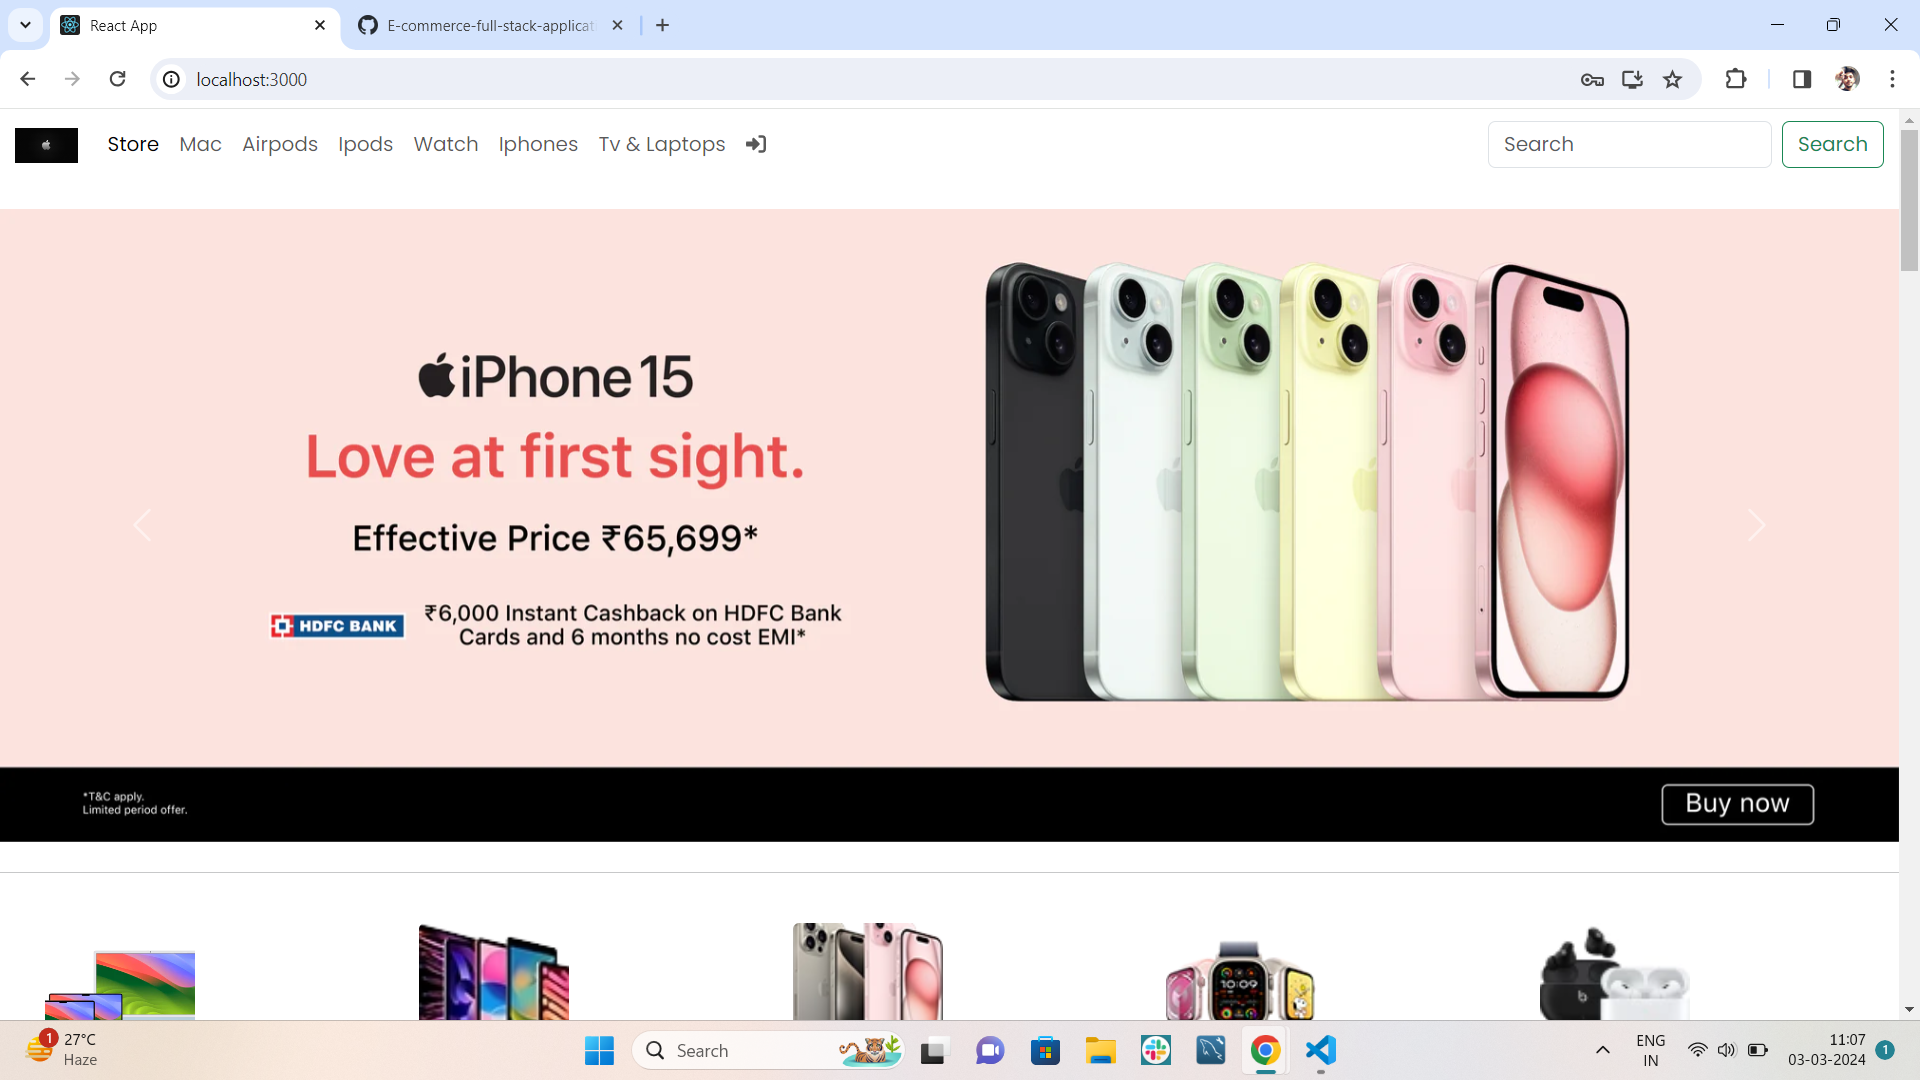 React App
E-commerce-full-stack-applicat
localhost:3000
Store Mac Airpods Ipods Watch Iphones Tv & Laptops
Search Search
iPhone 15
Love at first sight.
Effective Price ₹65,699*
HDFC BANK
₹6,000 Instant Cashback on HDFC Bank
Cards and 6 months no cost EMI*
*T&C apply.
Limited period offer.
Buy now
10:09
1
27°C
Haze
Search
ENG
IN
11:07
03-03-2024
1